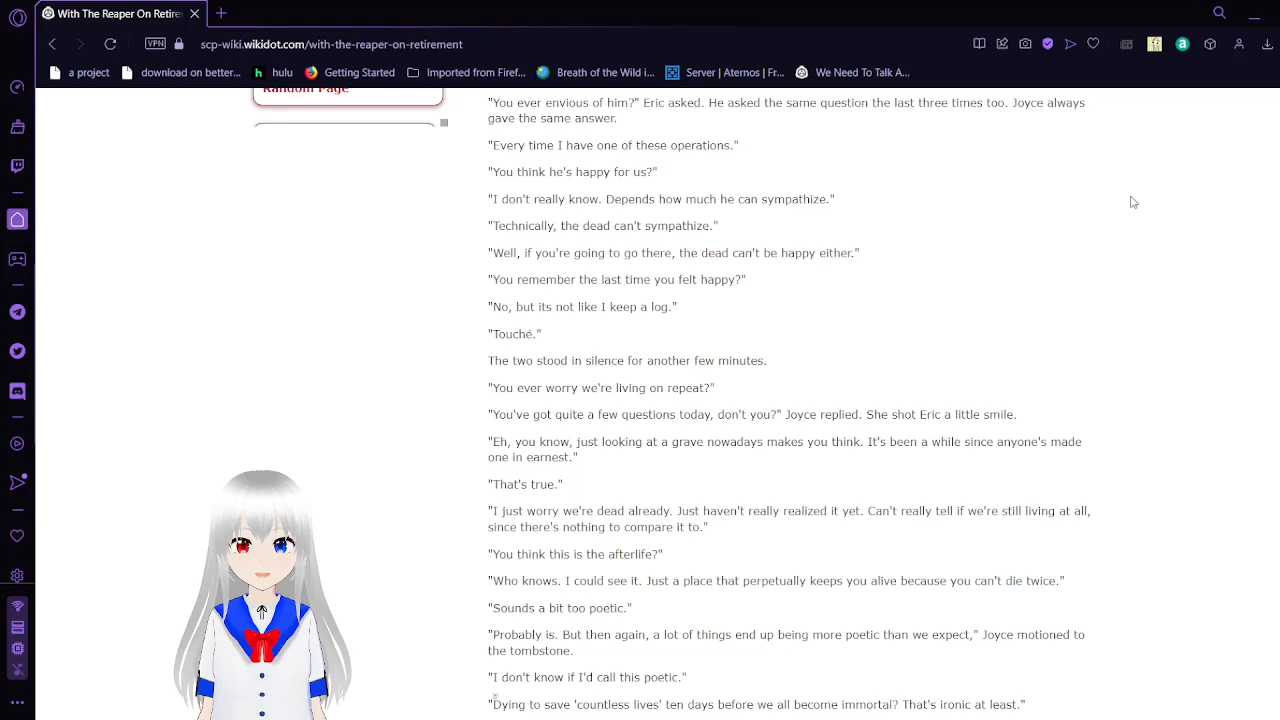 With The Reaper On Retire
VPN
scp-wiki.wikidot.com/with-the-reaper-on-retirement
a project
download on better...
hulu
Getting Started
Imported from Firef...
Breath of the Wild i...
Server | Aternos | Fr...
We Need To Talk A...
Random Page
"You ever envious of him?" Eric asked. He asked the same question the last three times too. Joyce always
gave the same answer.
"Every time I have one of these operations."
"You think he's happy for us?"
"I don't really know. Depends how much he can sympathize."
"Technically, the dead can't sympathize."
"Well, if you're going to go there, the dead can't be happy either."
"You remember the last time you felt happy?"
"No, but its not like I keep a log."
"Touché."
The two stood in silence for another few minutes.
"You ever worry we're living on repeat?"
"You've got quite a few questions today, don't you?" Joyce replied. She shot Eric a little smile.
"Eh, you know, just looking at a grave nowadays makes you think. It's been a while since anyone's made
one in earnest."
"That's true."
"I just worry we're dead already. Just haven't really realized it yet. Can't really tell if we're still living at all,
since there's nothing to compare it to."
"You think this is the afterlife?"
"Who knows. I could see it. Just a place that perpetually keeps you alive because you can't die twice."
"Sounds a bit too poetic."
"Probably is. But then again, a lot of things end up being more poetic than we expect," Joyce motioned to
the tombstone.
"I don't know if I'd call this poetic."
"Dying to save 'countless lives' ten days before we all become immortal? That's ironic at least."